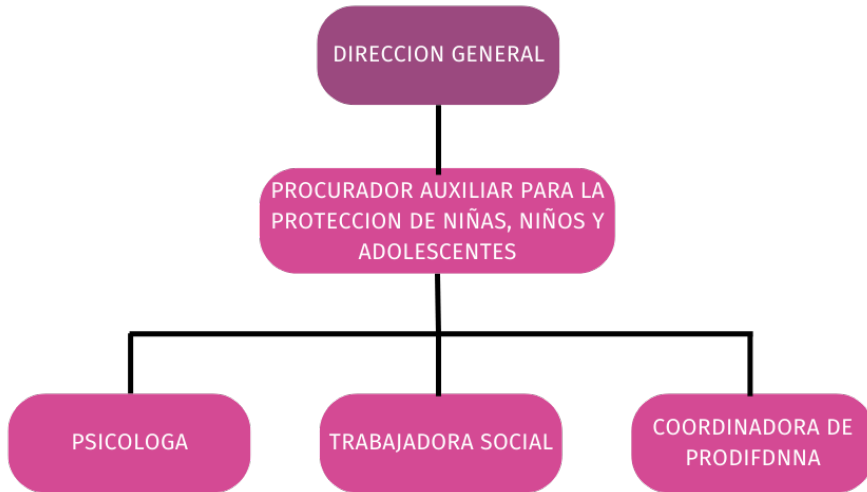 DIRECCION GENERAL
PROCURADOR AUXILIAR PARA LA
PROTECCION DE NIÑAS, NIÑOS Y
ADOLESCENTES
PSICOLOGA
TRABAJADORA SOCIAL
COORDINADORA DE
PRODIFDNNA